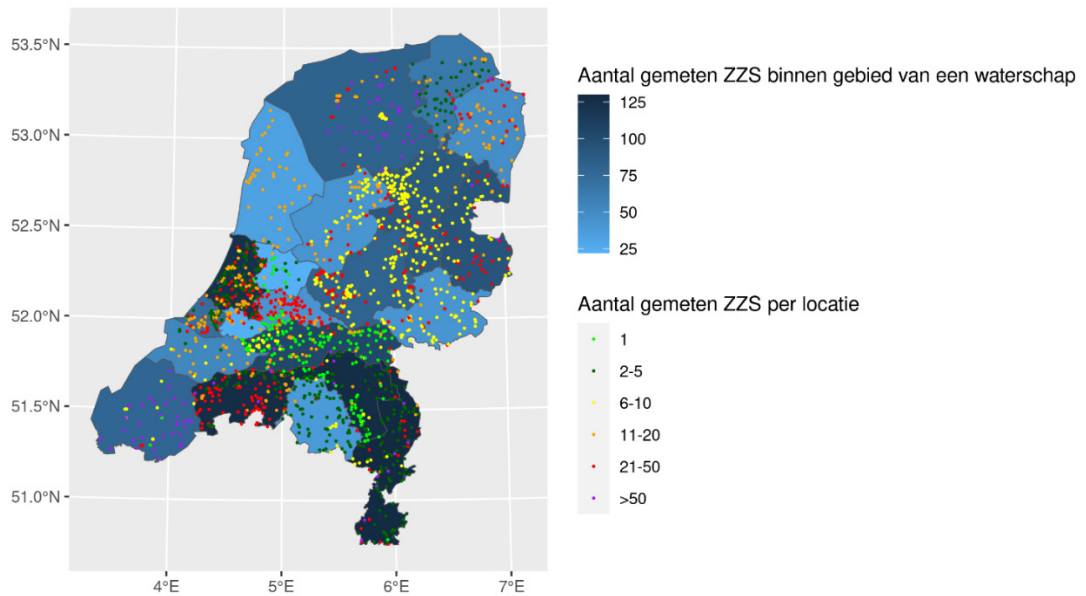 53.5°N
53.0°N
52.5°N
52.0°N
51.5°N
51.0°N
4°E
5°E
6°E
7°E
Aantal gemeten ZZS binnen gebied van een waterschap
125
100
75
50
25
Aantal gemeten ZZS per locatie
1
2-5
6-10
11-20
21-50
>50